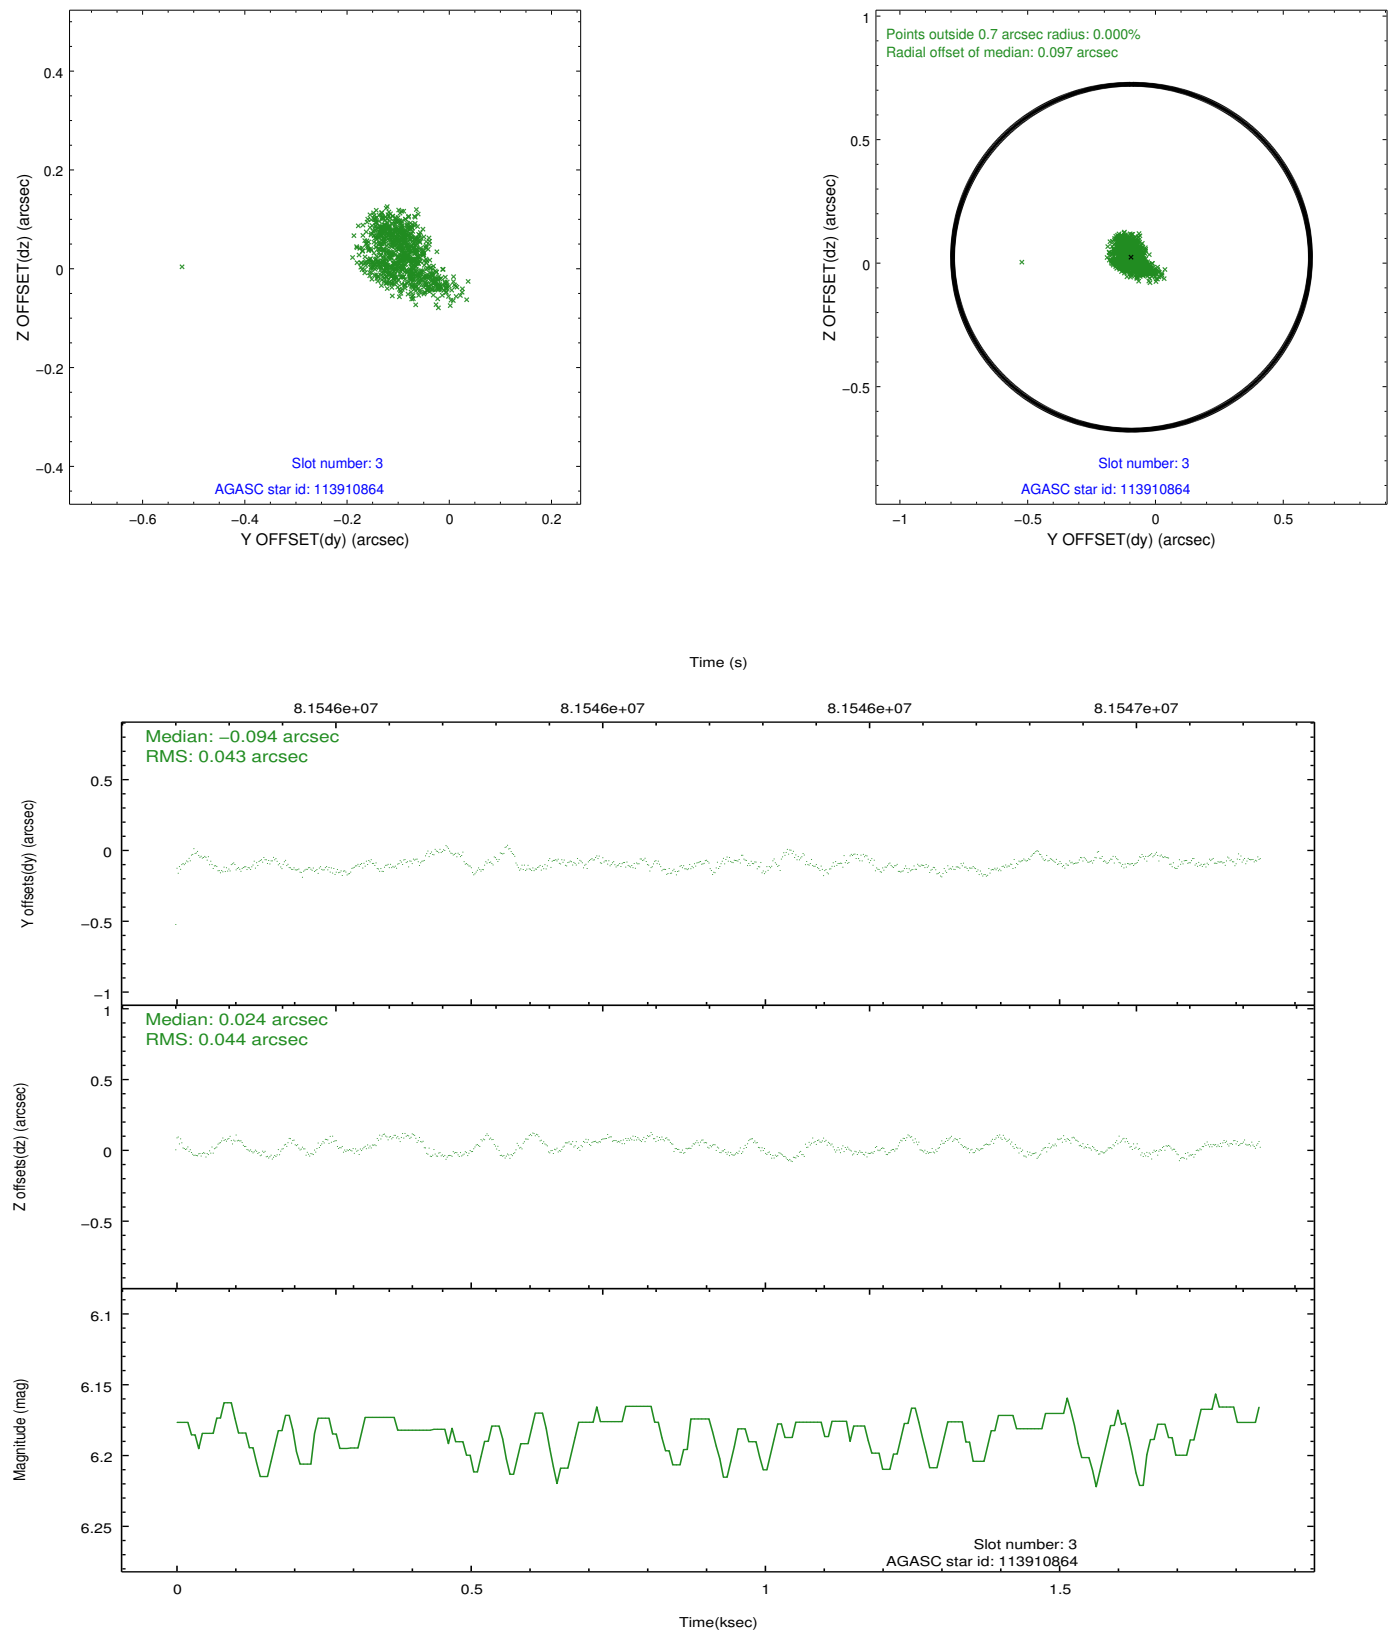 0.4
0.2
0
−0.2
−0.4
Z OFFSET(dz) (arcsec)
Slot number: 3
AGASC star id: 113910864
−0.6 −0.4 −0.2 0 0.2
Y OFFSET(dy) (arcsec)
Points outside 0.7 arcsec radius: 0.000%
Radial offset of median: 0.097 arcsec
1
0.5
0
−0.5
Z OFFSET(dz) (arcsec)
Slot number: 3
AGASC star id: 113910864
−1 −0.5 0 0.5
Y OFFSET(dy) (arcsec)
Time (s)
8.1546e+07 8.1546e+07 8.1546e+07 8.1547e+07
Median: −0.094 arcsec
RMS: 0.043 arcsec
0.5
0
−0.5
−1
Y offsets(dy) (arcsec)
Median: 0.024 arcsec
RMS: 0.044 arcsec
1
0.5
0
−0.5
Z offsets(dz) (arcsec)
6.1
6.15
6.2
6.25
Magnitude (mag)
Slot number: 3
AGASC star id: 113910864
0 0.5 1 1.5
Time(ksec)